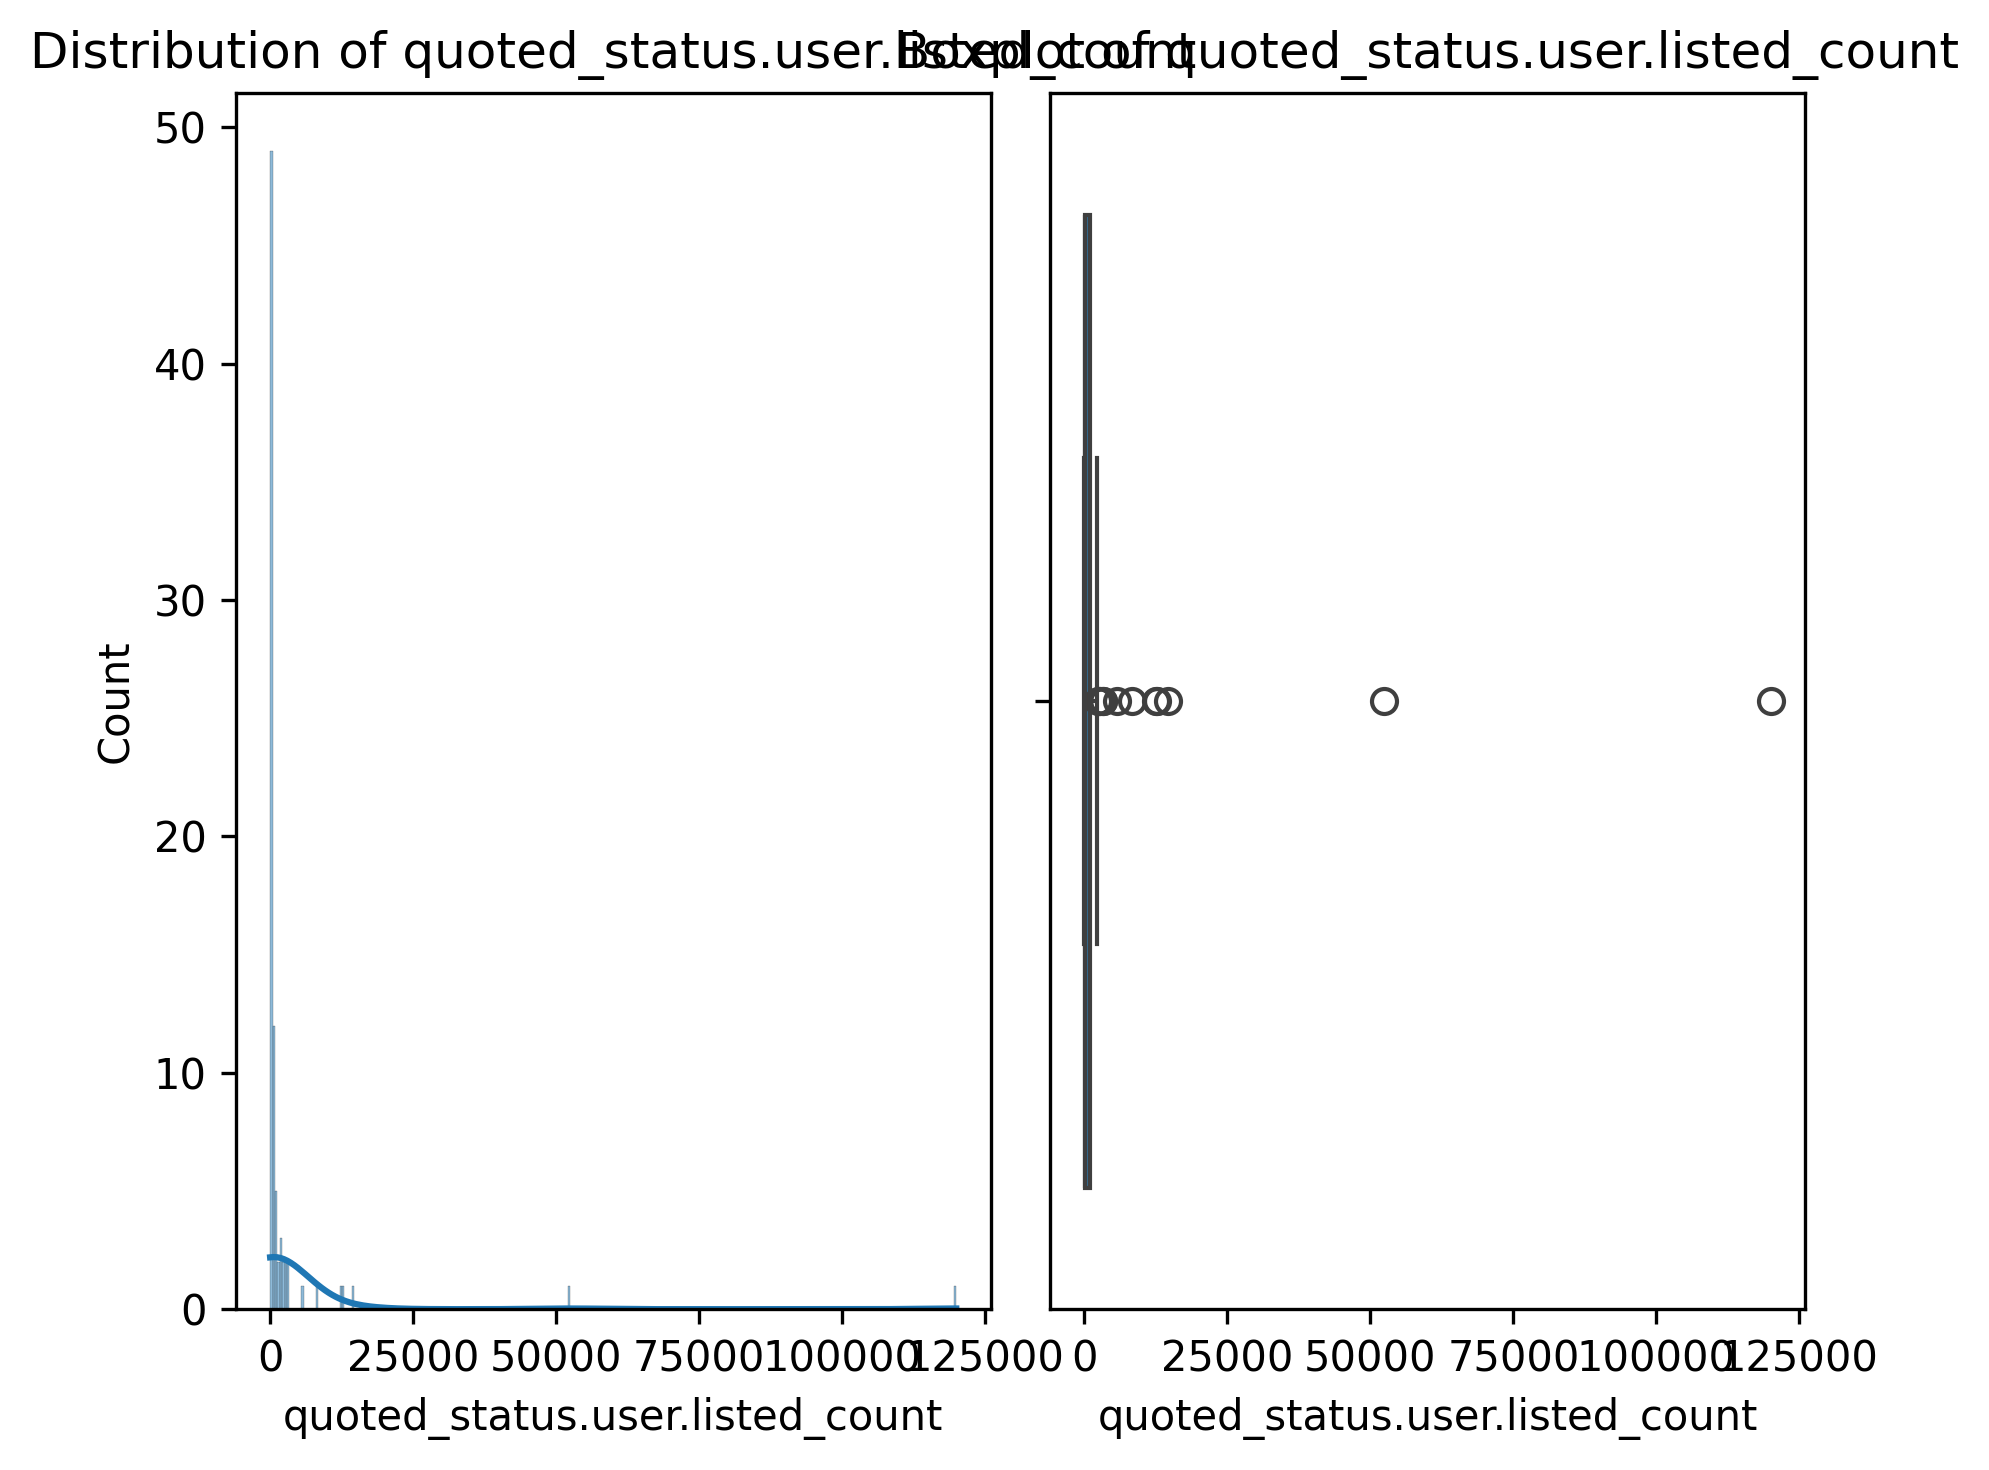 Distribution of quoted_status.user.listed_count
Boxplot of quoted_status.user.listed_count
50
40
30
20
10
0
Count
0 25000 50000 75000 100000 125000
quoted_status.user.listed_count
0 25000 50000 75000 100000 125000
quoted_status.user.listed_count